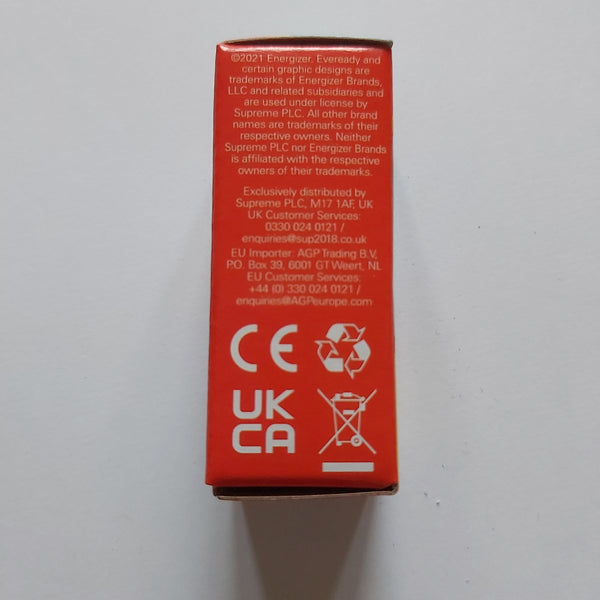 ©2021 Energizer, Eveready and
certain graphic designs are
trademarks of Energizer Brands,
LLC and related subsidiaries and
are used under license by
Supreme PLC. All other brand
names are trademarks of their
respective owners. Neither
Supreme PLC nor Energizer Brands
is affiliated with the respective
owners of their trademarks.
Exclusively distributed by
Supreme PLC, M17 1AF, UK
UK Customer Services:
0330 024 0121 /
enquiries@sup2018.co.uk
EU Importer: AGP Trading B.V,
P.O. Box 39, 6001 GT Weert, NL
EU Customer Services:
+44 (0) 330 024 0121 /
enquiries@AGPeurope.com
CE
UK
CA